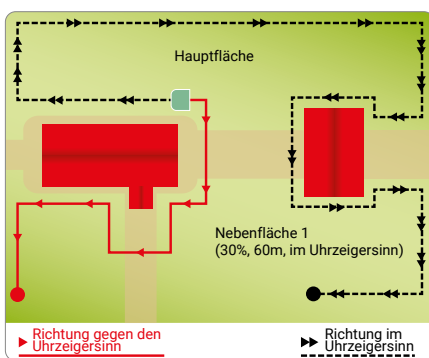 Hauptfläche
Nebenfläche 1
(30%, 60m, im Uhrzeigersinn)
Richtung gegen den
Uhrzeigersinn
Richtung im
Uhrzeigersinn